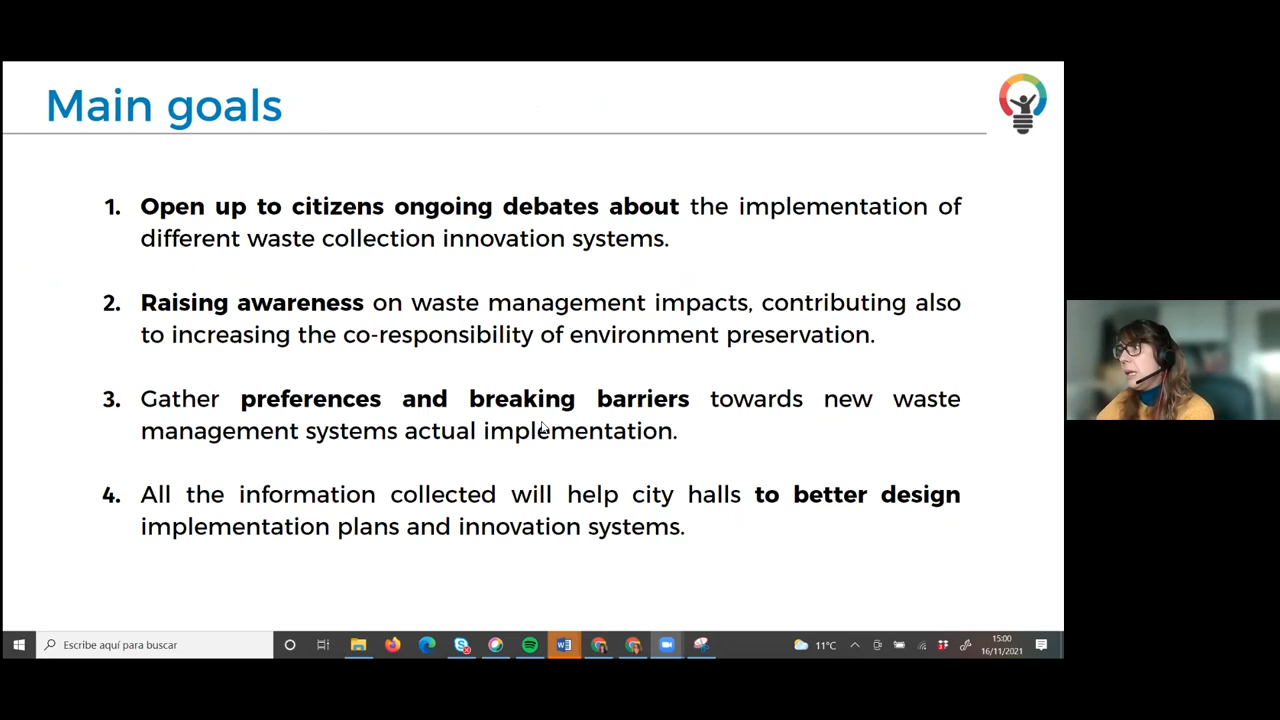 Main goals
1. Open up to citizens ongoing debates about the implementation of
different waste collection innovation systems.
2. Raising awareness on waste management impacts, contributing also
to increasing the co-responsibility of environment preservation.
3. Gather preferences and breaking barriers towards new waste
management systems actual implementation.
4. All the information collected will help city halls to better design
implementation plans and innovation systems.
Escribe aquí para buscar
11°C
15:00
16/11/2021